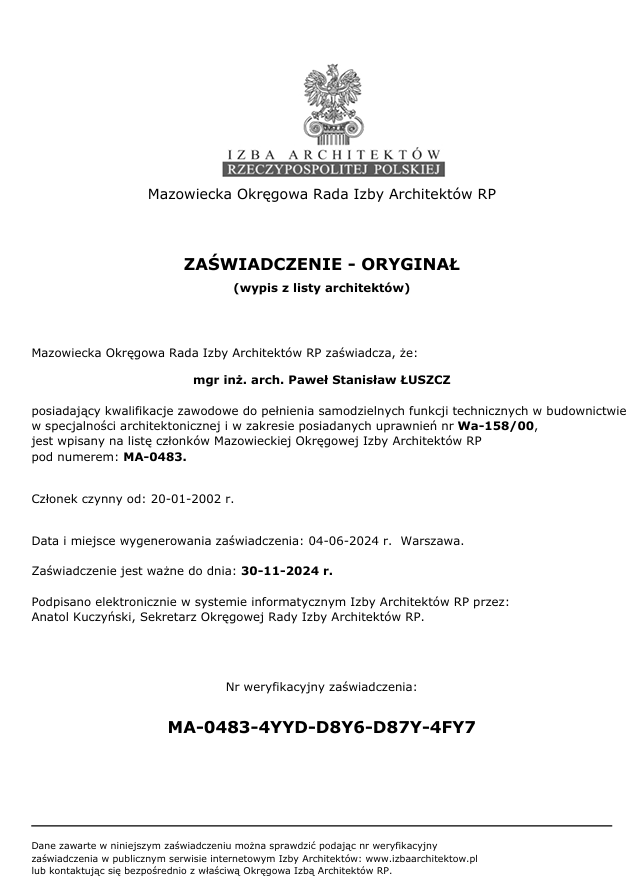 IZBA ARCHITEKTÓW
RZECZYPOSPOLITEJ POLSKIEJ
Mazowiecka Okręgowa Rada Izby Architektów RP
ZAŚWIADCZENIE - ORYGINAŁ
(wypis z listy architektów)
Mazowiecka Okręgowa Rada Izby Architektów RP zaświadcza, że:
mgr inż. arch. Paweł Stanisław ŁUSZCZ
posiadający kwalifikacje zawodowe do pełnienia samodzielnych funkcji technicznych w budownictwie
w specjalności architektonicznej i w zakresie posiadanych uprawnień nr Wa-158/00,
jest wpisany na listę członków Mazowieckiej Okręgowej Izby Architektów RP
pod numerem: MA-0483.
Członek czynny od: 20-01-2002 r.
Data i miejsce wygenerowania zaświadczenia: 04-06-2024 r. Warszawa.
Zaświadczenie jest ważne do dnia: 30-11-2024 r.
Podpisano elektronicznie w systemie informatycznym Izby Architektów RP przez:
Anatol Kuczyński, Sekretarz Okręgowej Rady Izby Architektów RP.
Nr weryfikacyjny zaświadczenia:
MA-0483-4YYD-D8Y6-D87Y-4FY7
Dane zawarte w niniejszym zaświadczeniu można sprawdzić podając nr weryfikacyjny
zaświadczenia w publicznym serwisie internetowym Izby Architektów: www.izbaarchitektow.pl
lub kontaktując się bezpośrednio z właściwą Okręgowa Izbą Architektów RP.